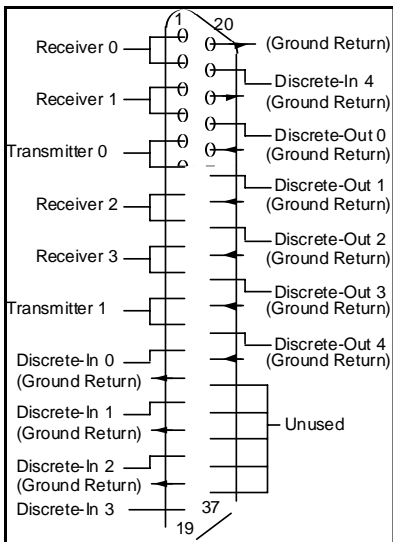 1 20
Receiver 0
(Ground Return)
Discrete-In 4
Receiver 1
(Ground Return)
Discrete-Out 0
Transmitter 0
(Ground Return)
Discrete-Out 1
(Ground Return)
Receiver 2
Discrete-Out 2
(Ground Return)
Receiver 3
Discrete-Out 3
(Ground Return)
Transmitter 1
Discrete-Out 4
(Ground Return)
Discrete-In 0
(Ground Return)
Discrete-In 1
(Ground Return)
Unused
Discrete-In 2
(Ground Return)
Discrete-In 3
37
19